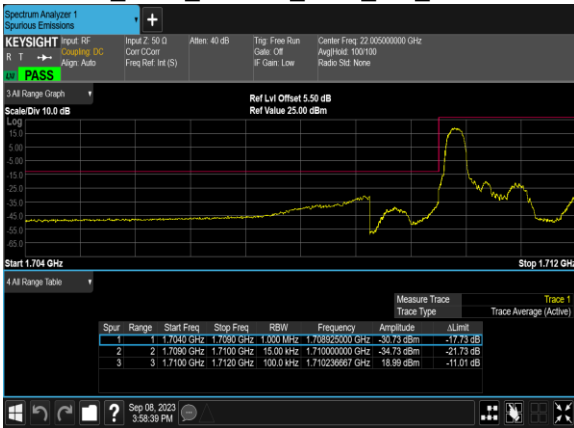 Spectrum Analyzer 1
Spurious Emissions
+
KEYSIGHT Input: RF Input Z: 50 Ω Atten: 40 dB Trig: Free Run Center Freq: 22.005000000 GHz
R T Coupling: DC Corr CCorr Gate: Off Avg|Hold: 100/100
Align: Auto Freq Ref: Int (S) IF Gain: Low Radio Std: None
PASS
3 All Range Graph Ref Lvl Offset 5.50 dB
Scale/Div 10.0 dB Ref Value 25.00 dBm
Log
15.0
5.00
-5.00
-15.0
-25.0
-35.0
-45.0
-55.0
-65.0
Start 1.704 GHz Stop 1.712 GHz
4 All Range Table
Measure Trace Trace 1
Trace Type Trace Average (Active)
Spur Range Start Freq Stop Freq RBW Frequency Amplitude ΔLimit
1 1 1.7040 GHz 1.7090 GHz 1.000 MHz 1.708925000 GHz -30.73 dBm -17.73 dB
2 2 1.7090 GHz 1.7100 GHz 15.00 kHz 1.710000000 GHz -34.73 dBm -21.73 dB
3 3 1.7100 GHz 1.7120 GHz 100.0 kHz 1.710236667 GHz 18.99 dBm -11.01 dB
? Sep 08, 2023
3:58:39 PM